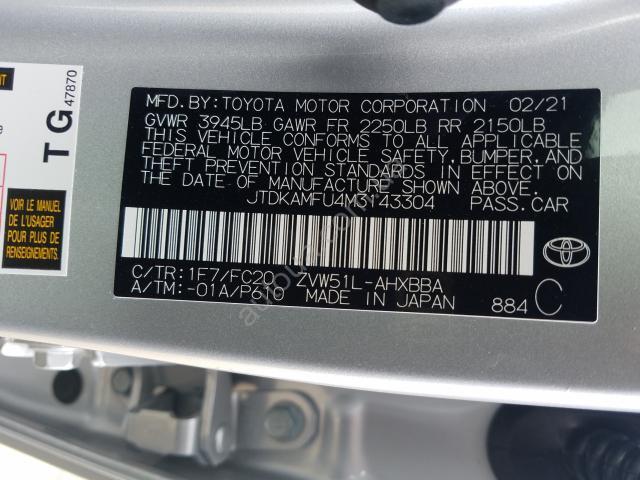 MFD. BY: TOYOTA MOTOR CORPORATION 02/21
GVWR 3945LB GAWR FR 2250LB RR 2150LB
THIS VEHICLE CONFORMS TO ALL APPLICABLE
FEDERAL MOTOR VEHICLE SAFETY, BUMPER, AND
THEFT PREVENTION STANDARDS IN EFFECT ON
THE DATE OF MANUFACTURE SHOWN ABOVE.
JTDKAMFU4M3143304 PASS. CAR
C/TR: 1F7/FC20 ZVW51L-AHXBBA
A/TM: -01A/P610 MADE IN JAPAN 884 C
TG
47870
VOIR LE MANUEL
DE L'USAGER
POUR PLUS DE
RENSEIGNEMENTS.